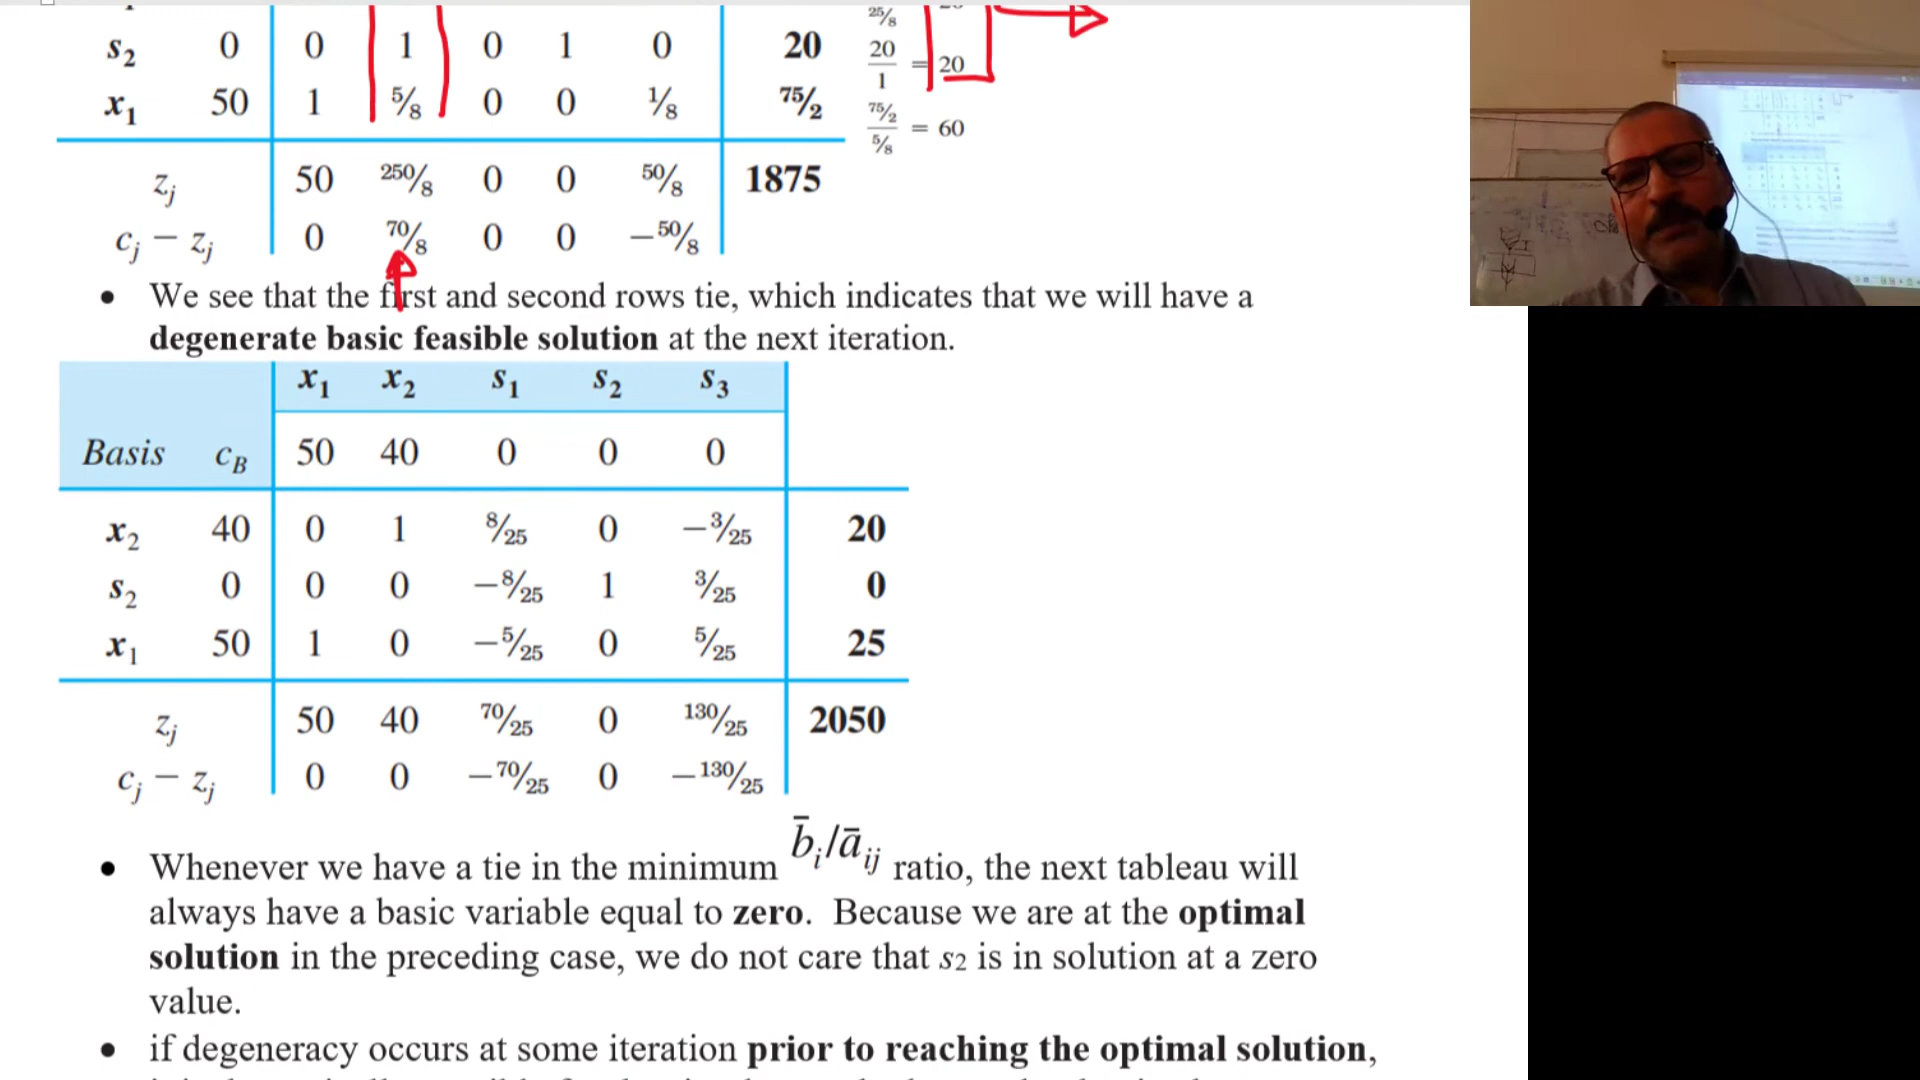 25/8
s2 0 0 1 0 1 0 20 20/1 = 20
x1 50 1 5/8 0 0 1/8 75/2 75/2 / 5/8 = 60
zj 50 250/8 0 0 50/8 1875
cj − zj 0 70/8 0 0 −50/8
• We see that the first and second rows tie, which indicates that we will have a
degenerate basic feasible solution at the next iteration.
x1 x2 s1 s2 s3
Basis cB 50 40 0 0 0
x2 40 0 1 8/25 0 −3/25 20
s2 0 0 0 −8/25 1 3/25 0
x1 50 1 0 −5/25 0 5/25 25
zj 50 40 70/25 0 130/25 2050
cj − zj 0 0 −70/25 0 −130/25
• Whenever we have a tie in the minimum b̄i/āij ratio, the next tableau will
always have a basic variable equal to zero. Because we are at the optimal
solution in the preceding case, we do not care that s2 is in solution at a zero
value.
• if degeneracy occurs at some iteration prior to reaching the optimal solution,